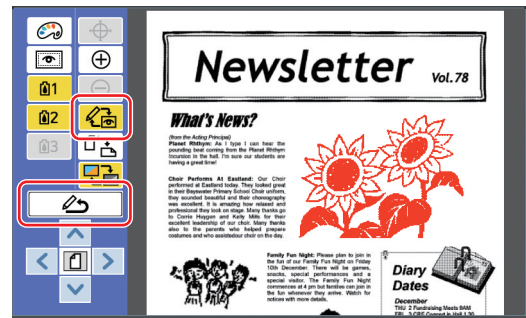 Newsletter Vol. 78
1
2
3
What's News?
(from the Acting Principal)
Planet Rhthym: As I type I can hear the
pounding beat coming from the Planet Rhthym
Incursion in the hall. I'm sure our students are
having a great time!
Choir Performs At Eastland: Our Choir
performed at Eastland today. They looked great
in their Bayswater Primary School Choir uniform,
they sounded beautiful and their choreography
was excellent. It is amazing how relaxed and
professional they look on stage. Many thanks go
to Corrie Heygen and Kelly Mills for their
excellent leadership of our choir. Many thanks
also to the parents who helped prepare
costumes and who assistedour choir on the day.
Family Fun Night: Please plan to join in
the fun of our Family Fun Night on Friday
10th December. There will be games,
snacks, special performances and a
special visitor. The Family Fun Night
commences at 4 pm but families can join in
the fun whenever they arrive. Watch for
notices with more details.
Diary
Dates
December
THU 2 Fundraising Meets 9AM